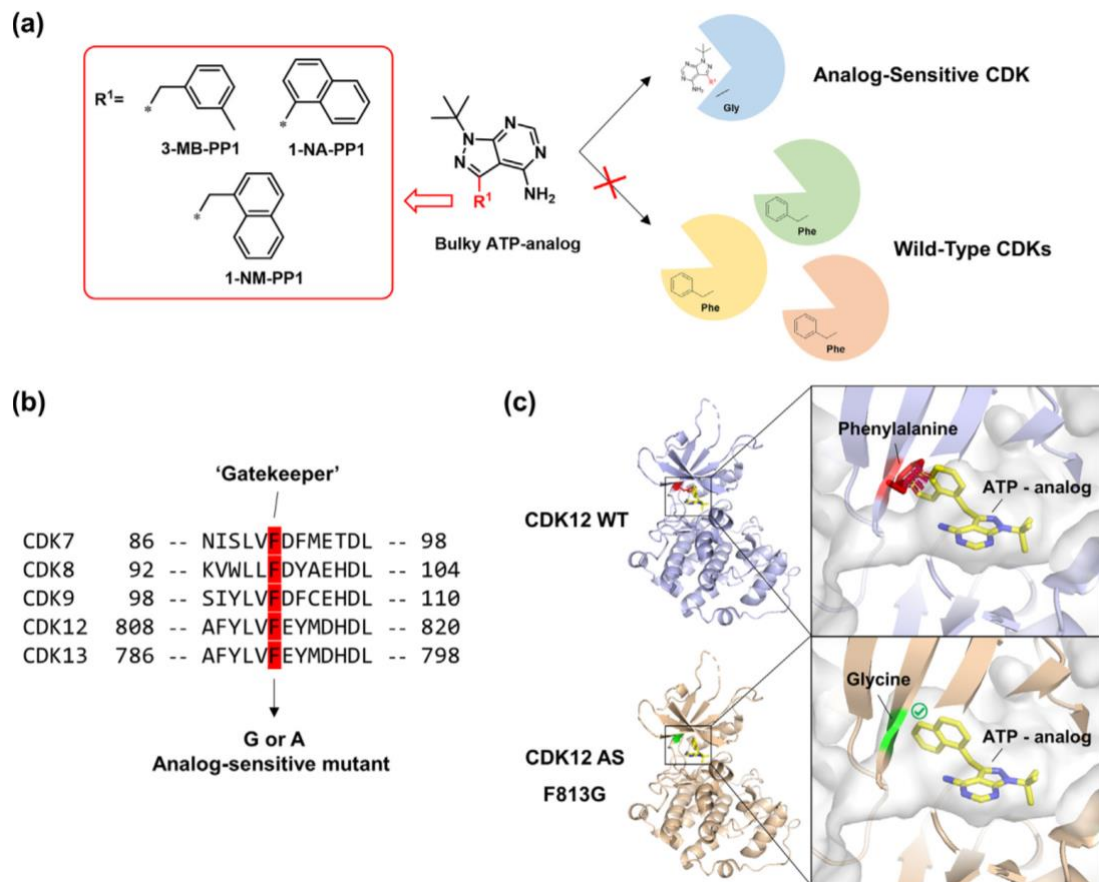 (a)
R1=
*
3-MB-PP1
*
1-NA-PP1
*
1-NM-PP1
N
N
N
N
NH2
R1
Bulky ATP-analog
N
N
N
N
NH2
R1
Gly
Analog-Sensitive CDK
Phe
Phe
Phe
Wild-Type CDKs
(b)
'Gatekeeper'
CDK7 86 -- NISLVFDFMETDL -- 98
CDK8 92 -- KVWLLFDYAEHDL -- 104
CDK9 98 -- SIYLVFDFCEHDL -- 110
CDK12 808 -- AFYLVFEYMDHDL -- 820
CDK13 786 -- AFYLVFEYMDHDL -- 798
G or A
Analog-sensitive mutant
(c)
CDK12 WT
Phenylalanine
ATP - analog
CDK12 AS
F813G
Glycine
ATP - analog